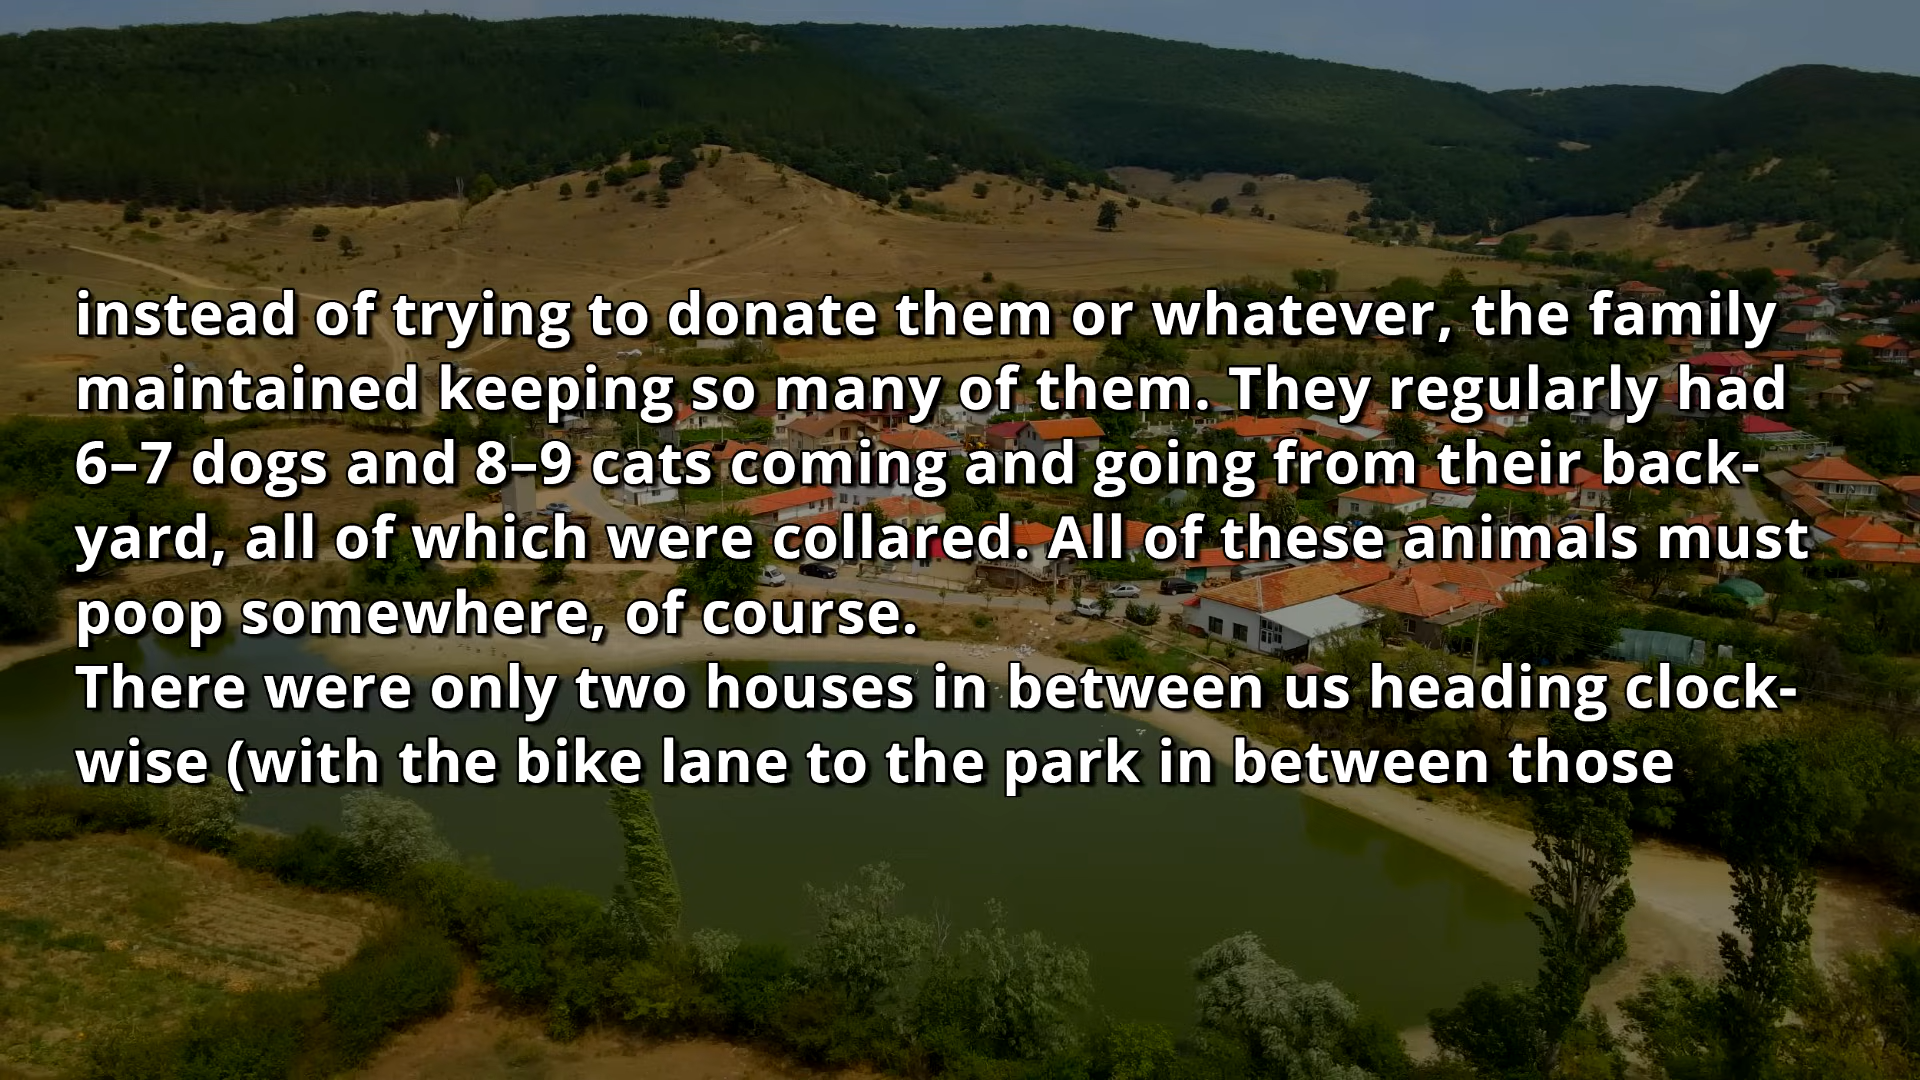 instead of trying to donate them or whatever, the family
maintained keeping so many of them. They regularly had
6–7 dogs and 8–9 cats coming and going from their back-
yard, all of which were collared. All of these animals must
poop somewhere, of course.
There were only two houses in between us heading clock-
wise (with the bike lane to the park in between those